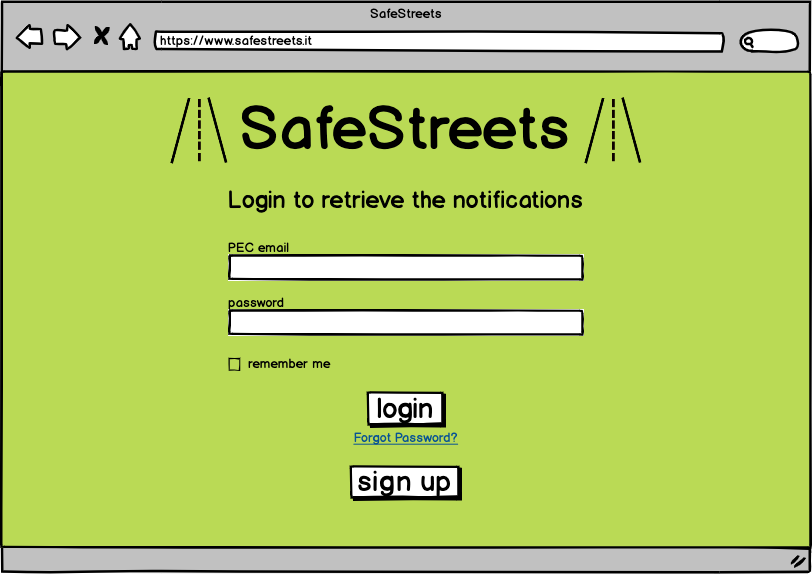 SafeStreets
https://www.safestreets.it
SafeStreets
Login to retrieve the notifications
PEC email
password
remember me
login
Forgot Password?
sign up